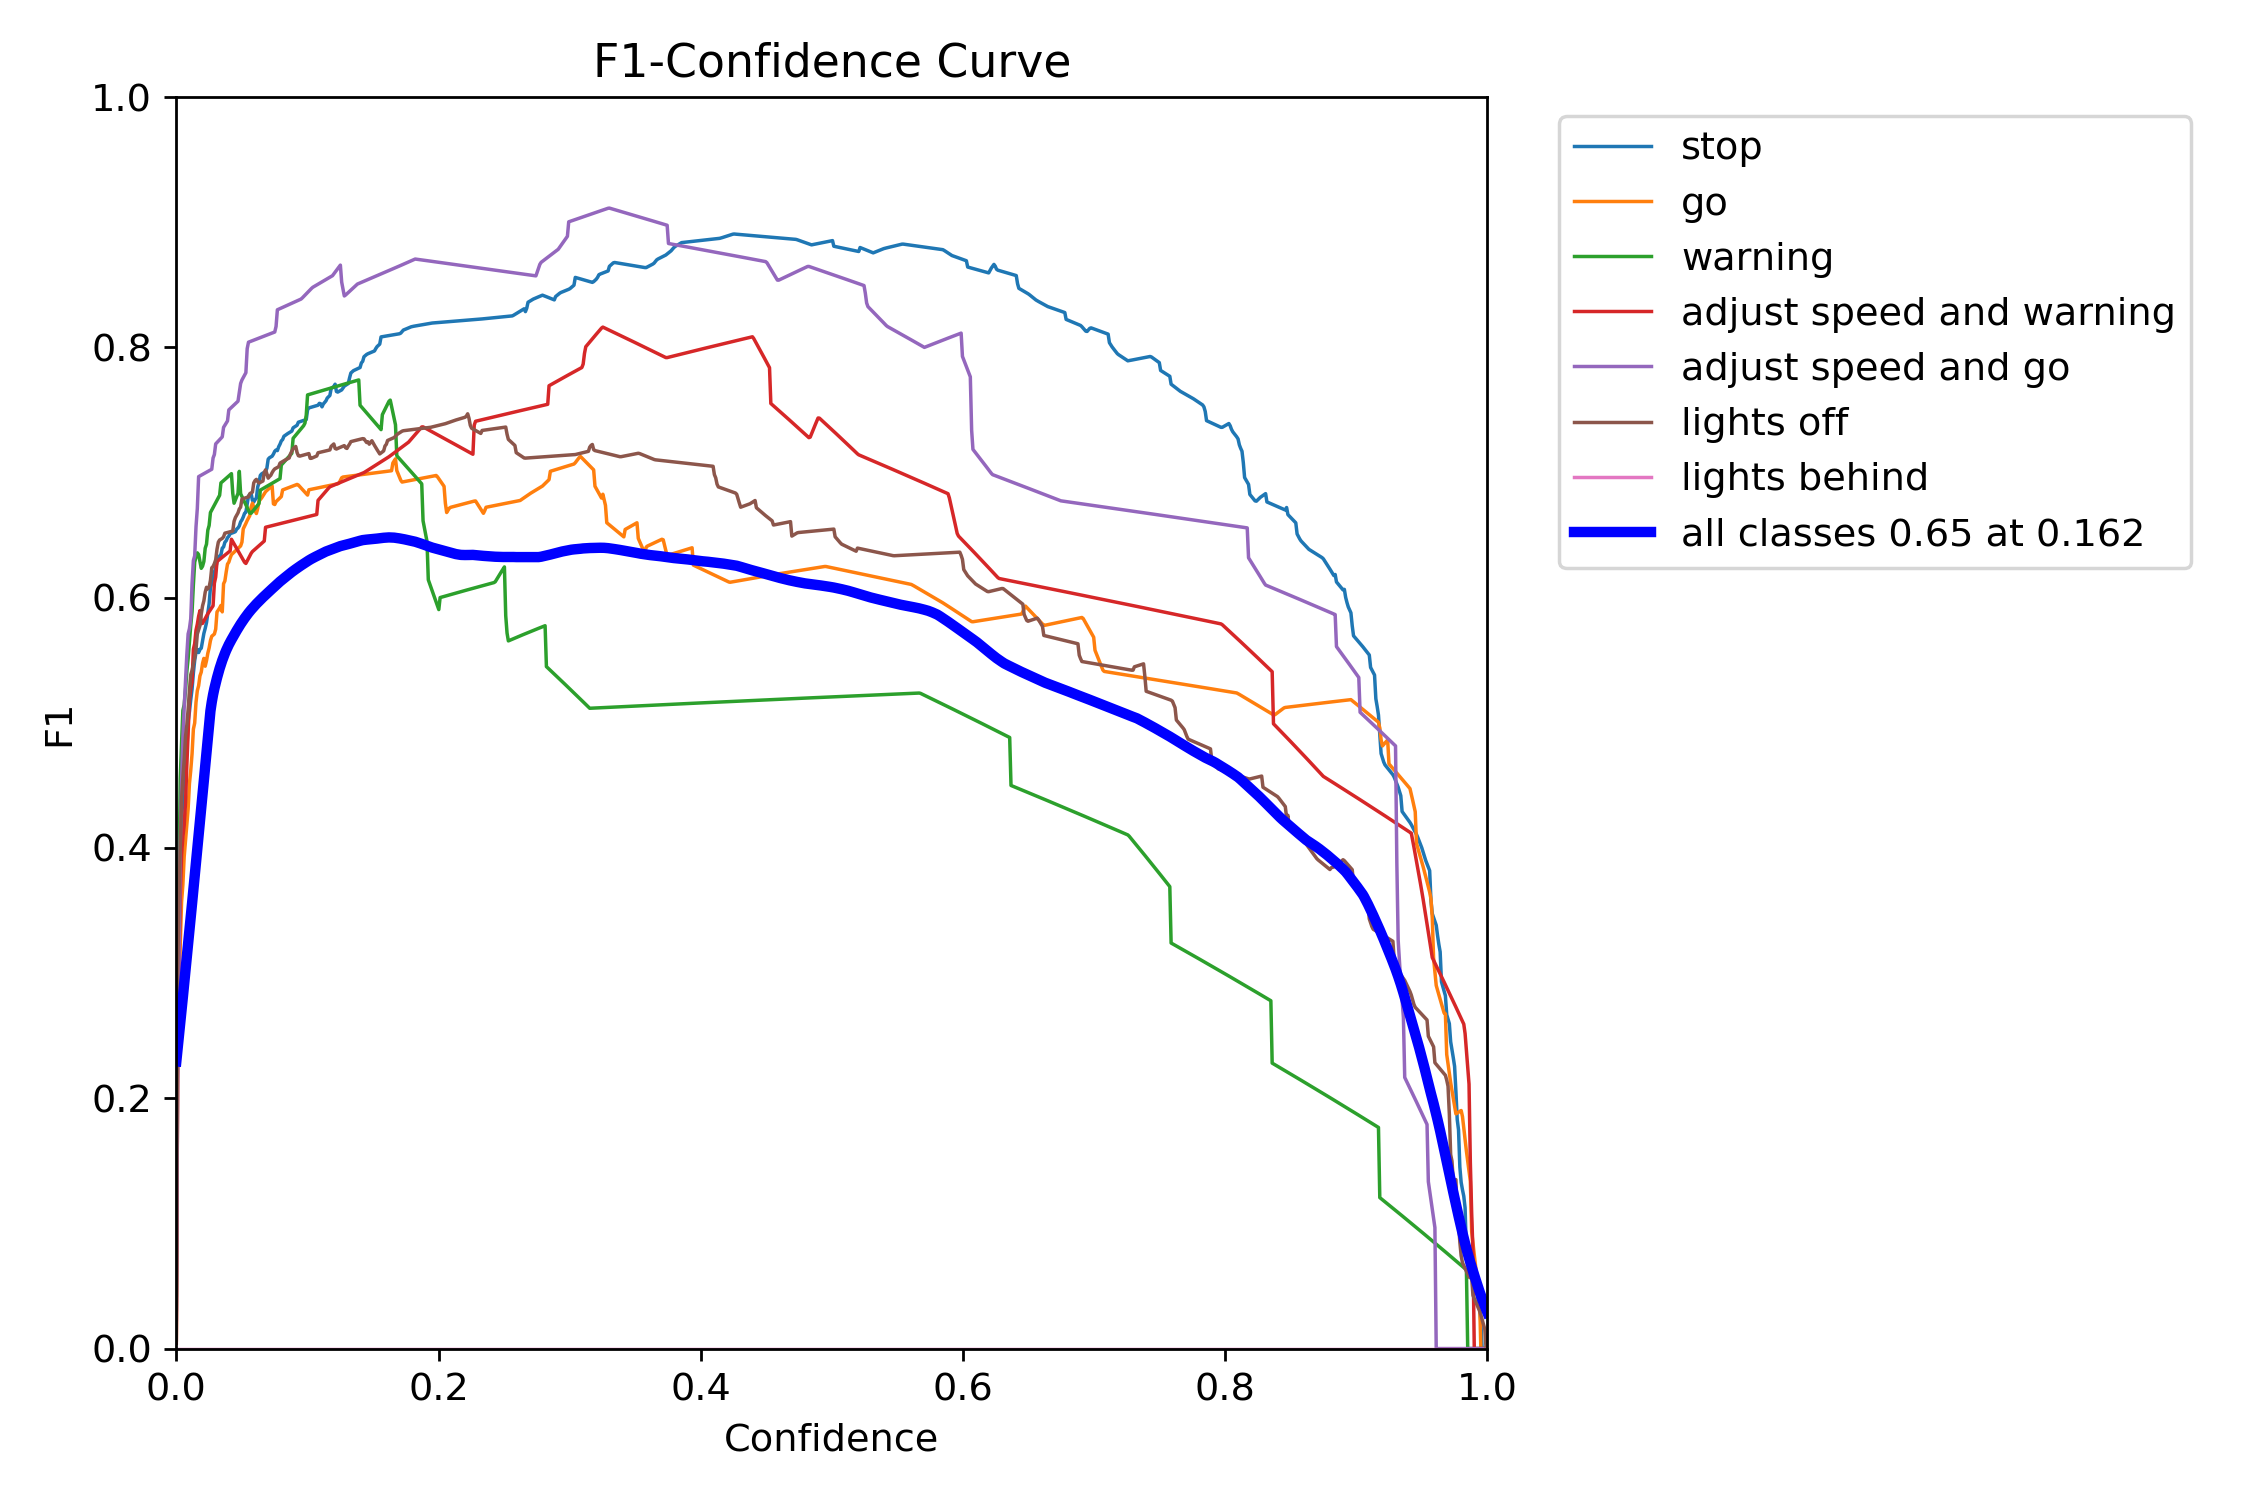 F1-Confidence Curve
1.0
0.8
0.6
0.4
0.2
0.0
F1
0.0 0.2 0.4 0.6 0.8 1.0
Confidence
stop
go
warning
adjust speed and warning
adjust speed and go
lights off
lights behind
all classes 0.65 at 0.162